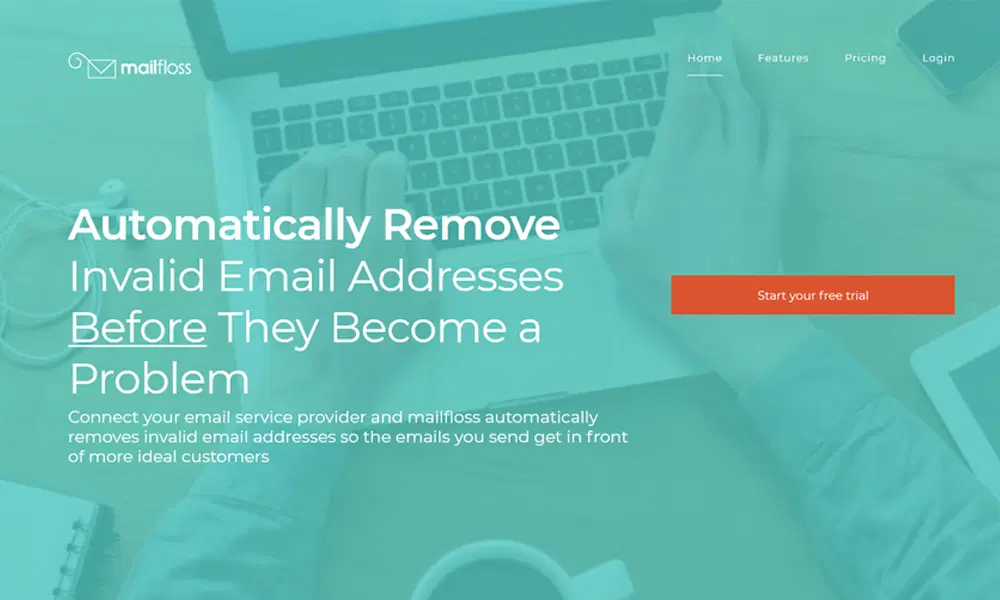 mailfloss
Home
Features
Pricing
Login
Automatically Remove
Invalid Email Addresses
Before They Become a
Problem
Start your free trial
Connect your email service provider and mailfloss automatically
removes invalid email addresses so the emails you send get in front
of more ideal customers